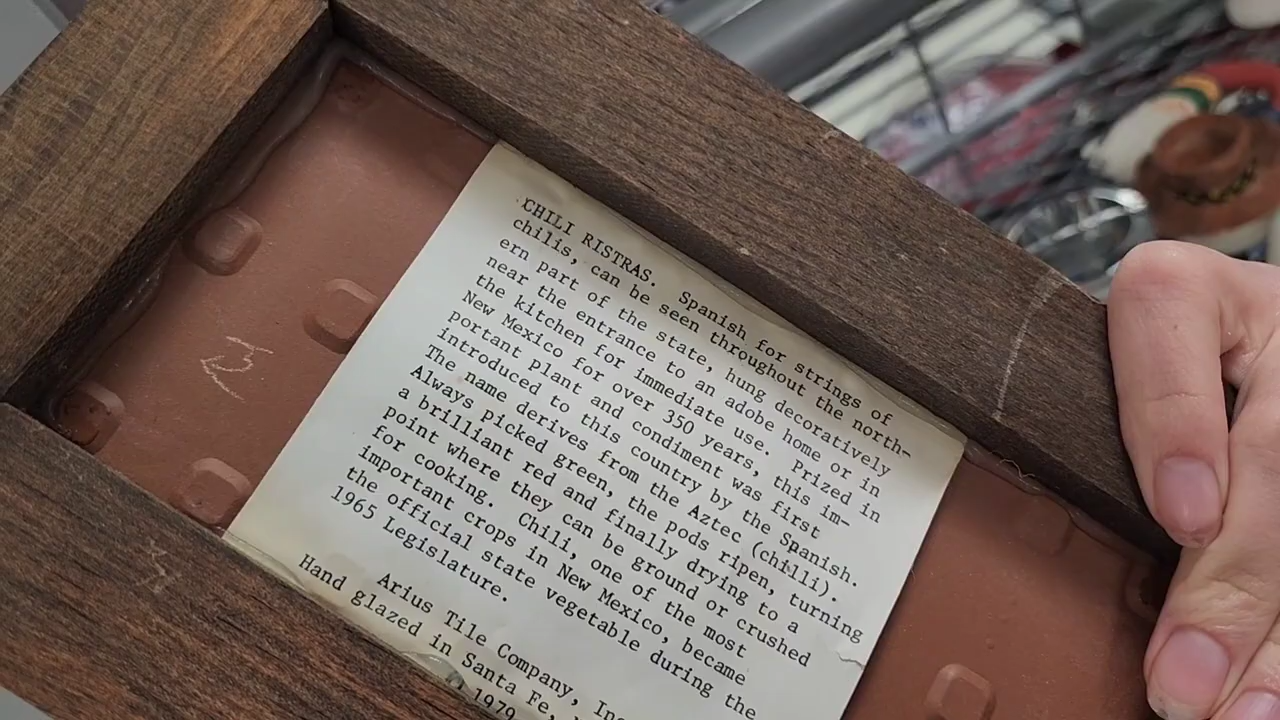 CHILI RISTRAS. Spanish for strings of
chilis, can be seen throughout the north-
ern part of the state, hung decoratively
near the entrance to an adobe home or in
the kitchen for immediate use. Prized in
New Mexico for over 350 years, this im-
portant plant and condiment was first
introduced to this country by the Spanish.
The name derives from the Aztec (chilli).
Always picked green, the pods ripen, turning
a brilliant red and finally drying to a
point where they can be ground or crushed
for cooking. Chili, one of the most
important crops in New Mexico, became
the official state vegetable during the
1965 Legislature.
Arius Tile Company, Inc
Hand glazed in Santa Fe,
1979